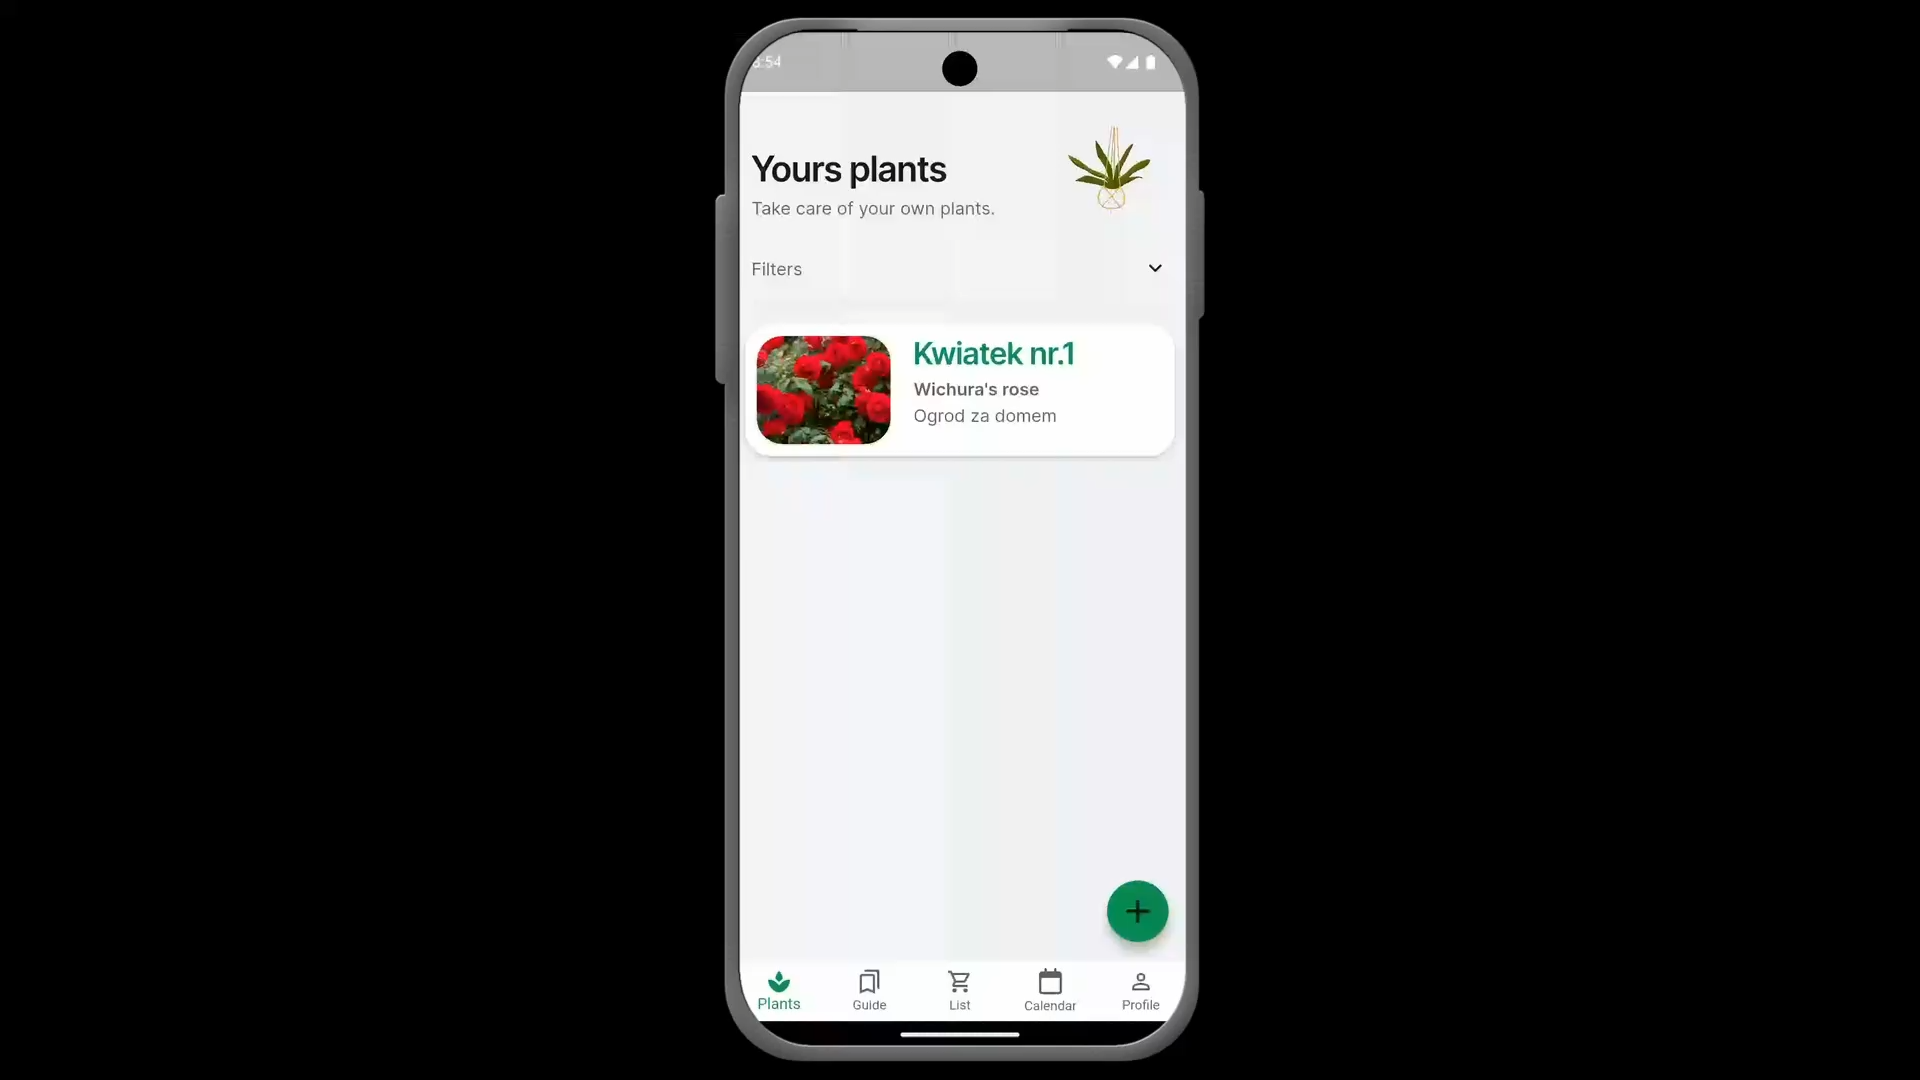 Yours plants
Take care of your own plants.
Filters
Kwiatek nr.1
Wichura's rose
Ogrod za domem
Plants
Guide
List
Calendar
Profile